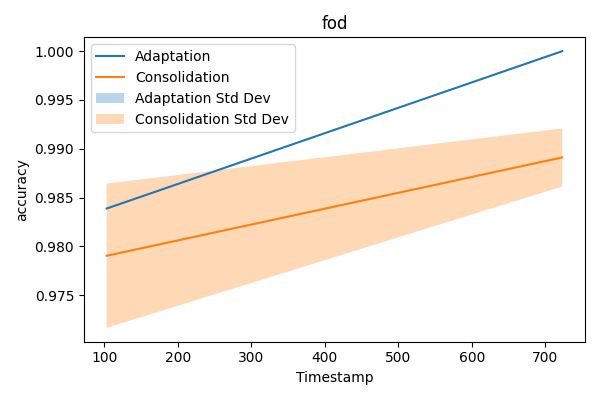 fod
Adaptation
Consolidation
Adaptation Std Dev
Consolidation Std Dev
accuracy
1.000
0.995
0.990
0.985
0.980
0.975
100 200 300 400 500 600 700
Timestamp